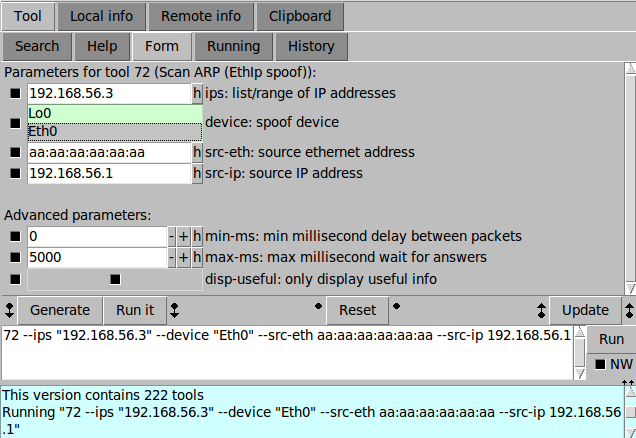 Tool Local info Remote info Clipboard
Search Help Form Running History
Parameters for tool 72 (Scan ARP (EthIp spoof)):
192.168.56.3 h ips: list/range of IP addresses
Lo0
device: spoof device
Eth0
aa:aa:aa:aa:aa:aa h src-eth: source ethernet address
192.168.56.1 h src-ip: source IP address
Advanced parameters:
0 - + h min-ms: min millisecond delay between packets
5000 - + h max-ms: max millisecond wait for answers
disp-useful: only display useful info
Generate Run it Reset Update
72 --ips "192.168.56.3" --device "Eth0" --src-eth aa:aa:aa:aa:aa:aa --src-ip 192.168.56.1
Run
NW
This version contains 222 tools
Running "72 --ips "192.168.56.3" --device "Eth0" --src-eth aa:aa:aa:aa:aa:aa --src-ip 192.168.56
.1"